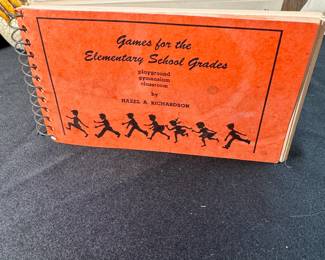 Games for the
Elementary School Grades
playground
gymnasium
classroom
by
HAZEL A. RICHARDSON